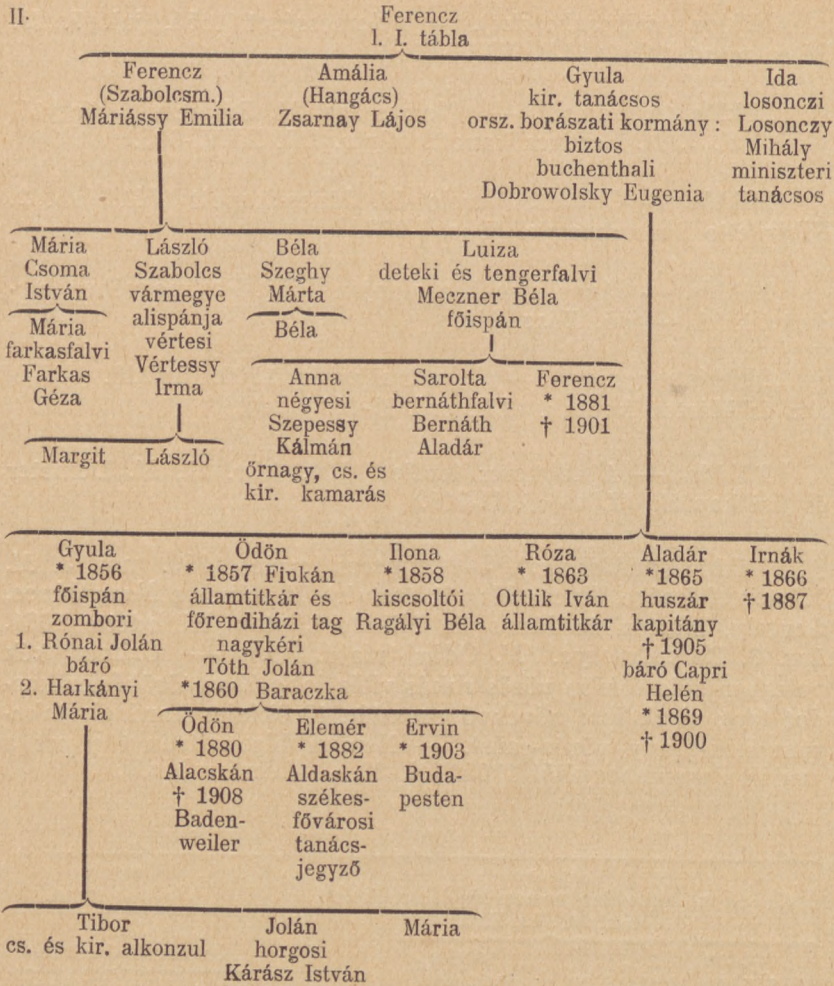 II.
Ferencz
l. I. tábla
Ferencz
(Szabolcsm.)
Máriássy Emilia
Amália
(Hangács)
Zsarnay Lájos
Gyula
kir. tanácsos
orsz. borászati kormány :
biztos
buchenthali
Dobrowolsky Eugenia
Ida
losonczi
Losonczy
Mihály
miniszteri
tanácsos
Mária
Csoma
István
László
Szabolcs
vármegye
alispánja
vértesi
Vértessy
Irma
Béla
Szeghy
Márta
Luiza
deteki és tengerfalvi
Meczner Béla
főispán
Mária
farkasfalvi
Farkas
Géza
Béla
Anna
négyesi
Szepessy
Kálmán
őrnagy, cs. és
kir. kamarás
Sarolta
bernáthfalvi
Bernáth
Aladár
Ferencz
* 1881
† 1901
Margit
László
Gyula
* 1856
főispán
zombori
1. Rónai Jolán
báró
2. Harkányi
Mária
Ödön
* 1857 Finkán
államtitkár és
főrendiházi tag
nagykéri
Tóth Jolán
*1860 Baraczka
Ilona
*1858
kiscsoltói
Ragályi Béla
Róza
* 1863
Ottlik Iván
államtitkár
Aladár
*1865
huszár
kapitány
† 1905
báró Capri
Helén
*1869
† 1900
Irnák
* 1866
†1887
Ödön
* 1880
Alacskán
† 1908
Baden-
weiler
Elemér
* 1882
Aldaskán
székes-
fővárosi
tanács-
jegyző
Ervin
* 1903
Buda-
pesten
Tibor
cs. és kir. alkonzul
Jolán
horgosi
Kárász István
Mária